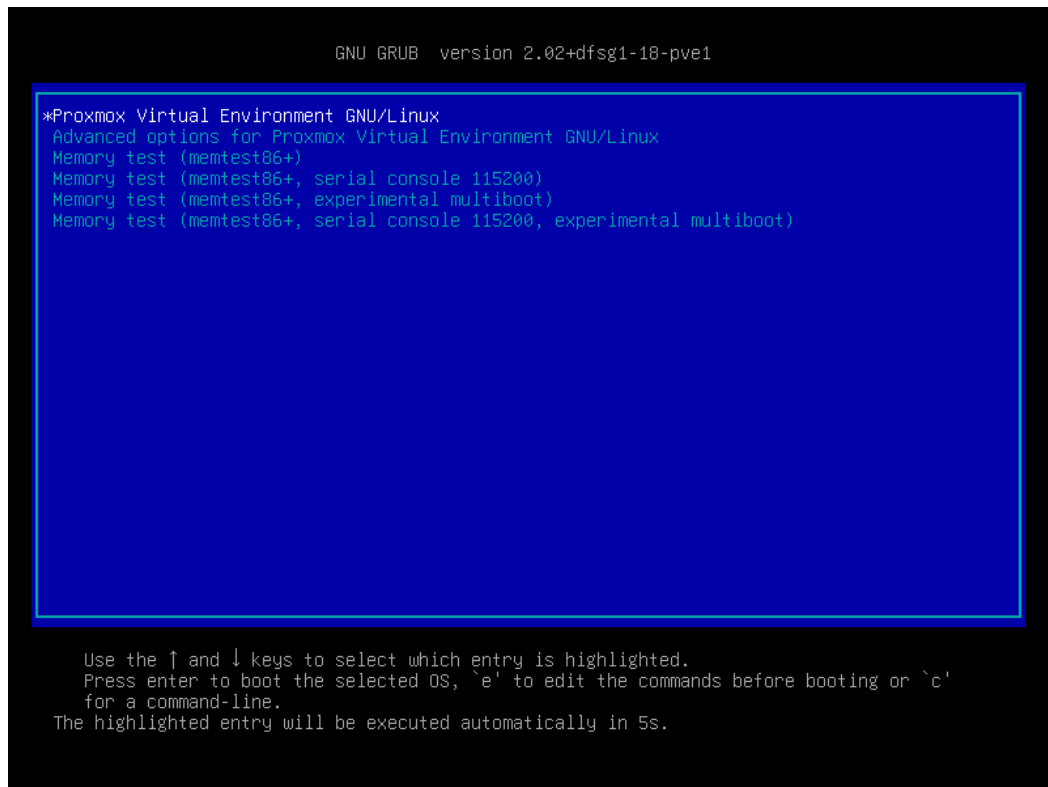 GNU GRUB  version 2.02+dfsg1-18-pve1
*Proxmox Virtual Environment GNU/Linux
Advanced options for Proxmox Virtual Environment GNU/Linux
Memory test (memtest86+)
Memory test (memtest86+, serial console 115200)
Memory test (memtest86+, experimental multiboot)
Memory test (memtest86+, serial console 115200, experimental multiboot)
Use the ↑ and ↓ keys to select which entry is highlighted.
Press enter to boot the selected OS, `e' to edit the commands before booting or `c'
for a command-line.
The highlighted entry will be executed automatically in 5s.